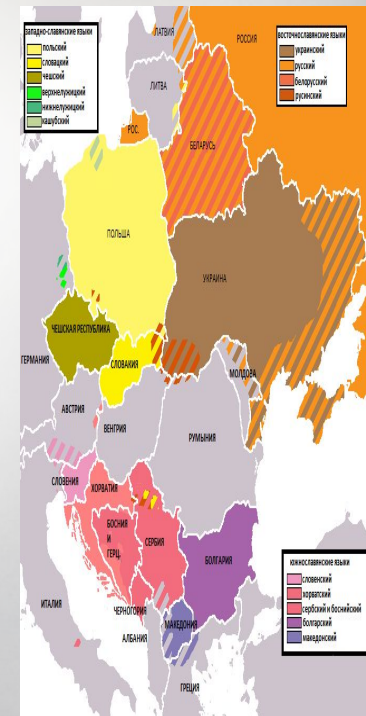 западно-славянские языки
польский
словацкий
чешский
верхнелужицкий
нижнелужицкий
кашубский
восточнославянские языки
украинский
русский
белорусский
русинский
ЛАТВИЯ
РОССИЯ
ЛИТВА
РОС.
БЕЛАРУСЬ
ПОЛЬША
УКРАИНА
ЧЕШСКАЯ РЕСПУБЛИКА
ГЕРМАНИЯ
СЛОВАКИЯ
МОЛДОВА
АВСТРИЯ
ВЕНГРИЯ
РУМЫНИЯ
СЛОВЕНИЯ
ХОРВАТИЯ
БОСНИЯ
И
ГЕРЦ.
СЕРБИЯ
БОЛГАРИЯ
ИТАЛИЯ
ЧЕРНОГОРИЯ
МАКЕДОНИЯ
АЛБАНИЯ
ГРЕЦИЯ
южнославянские языки
словенский
хорватский
сербский и боснийский
болгарский
македонский